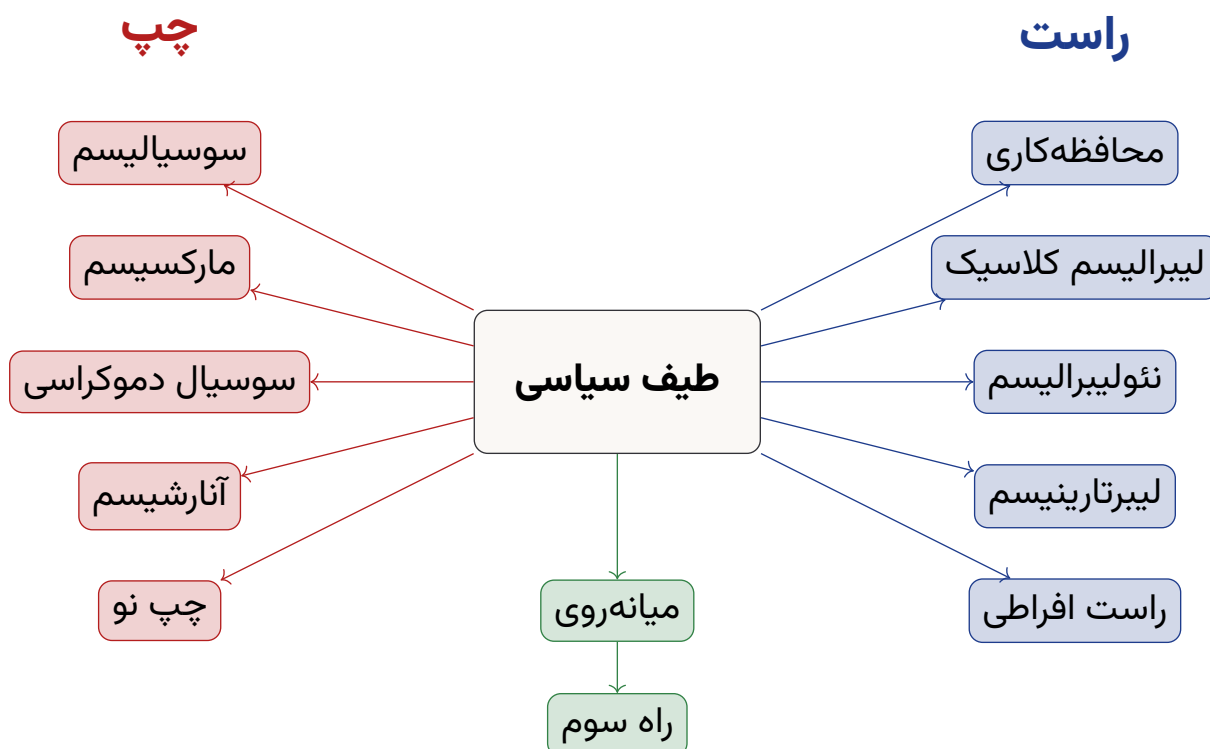 راست
چپ
محافظه‌کاری
سوسیالیسم
لیبرالیسم کلاسیک
مارکسیسم
طیف سیاسی
نئولیبرالیسم
سوسیال دموکراسی
لیبرتارینیسم
آنارشیسم
راست افراطی
میانه‌روی
چپ نو
راه سوم